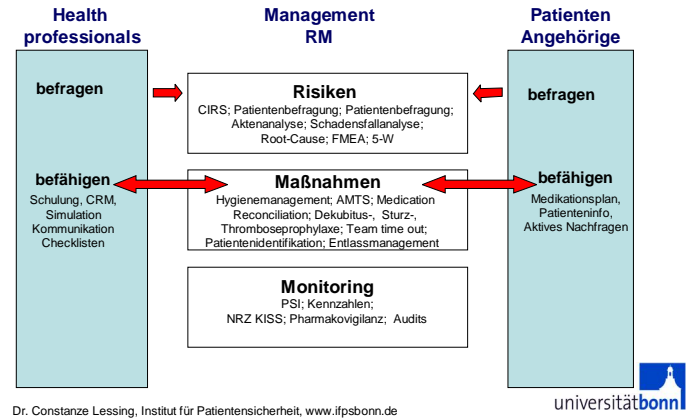 Health
professionals
Management
RM
Patienten
Angehörige
befragen
befähigen
Schulung, CRM,
Simulation
Kommunikation
Checklisten
Risiken
CIRS; Patientenbefragung; Patientenbefragung;
Aktenanalyse; Schadensfallanalyse;
Root-Cause; FMEA; 5-W
Maßnahmen
Hygienemanagement; AMTS; Medication
Reconciliation; Dekubitus-, Sturz-,
Thromboseprophylaxe; Team time out;
Patientenidentifikation; Entlassmanagement
Monitoring
PSI; Kennzahlen;
NRZ KISS; Pharmakovigilanz; Audits
befragen
befähigen
Medikationsplan,
Patienteninfo,
Aktives Nachfragen
Dr. Constanze Lessing, Institut für Patientensicherheit, www.ifpsbonn.de
universitätbonn